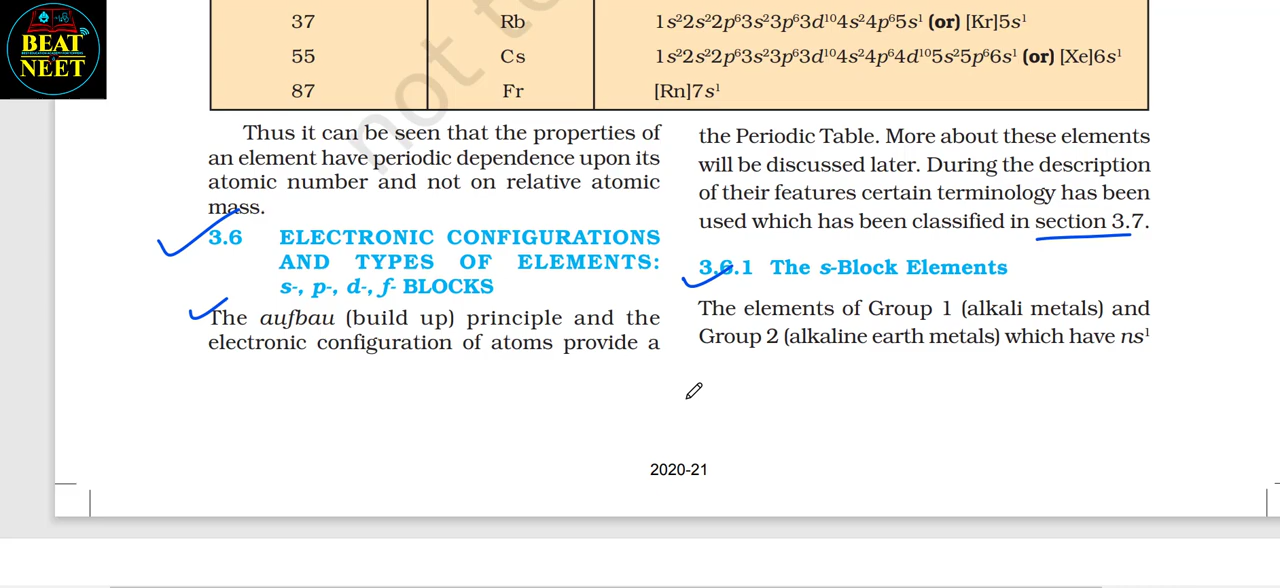 BEAT
NEET
37 Rb 1s²2s²2p⁶3s²3p⁶3d¹⁰4s²4p⁶5s¹ (or) [Kr]5s¹
55 Cs 1s²2s²2p⁶3s²3p⁶3d¹⁰4s²4p⁶4d¹⁰5s²5p⁶6s¹ (or) [Xe]6s¹
87 Fr [Rn]7s¹
not to
Thus it can be seen that the properties of
an element have periodic dependence upon its
atomic number and not on relative atomic
mass.
3.6 ELECTRONIC CONFIGURATIONS
AND TYPES OF ELEMENTS:
s-, p-, d-, f- BLOCKS
The aufbau (build up) principle and the
electronic configuration of atoms provide a
the Periodic Table. More about these elements
will be discussed later. During the description
of their features certain terminology has been
used which has been classified in section 3.7.
3.6.1 The s-Block Elements
The elements of Group 1 (alkali metals) and
Group 2 (alkaline earth metals) which have ns¹
2020-21